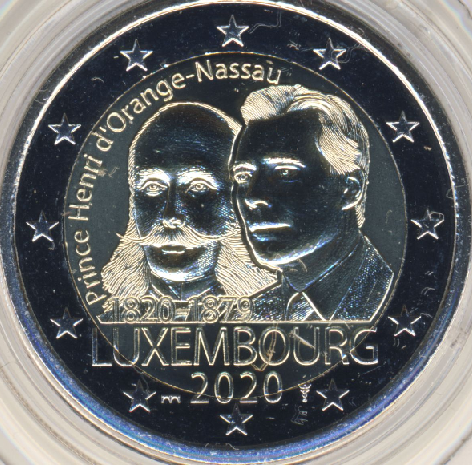 Prince Henri d'Orange-Nassau
1820-1879
LUXEMBOURG
2020